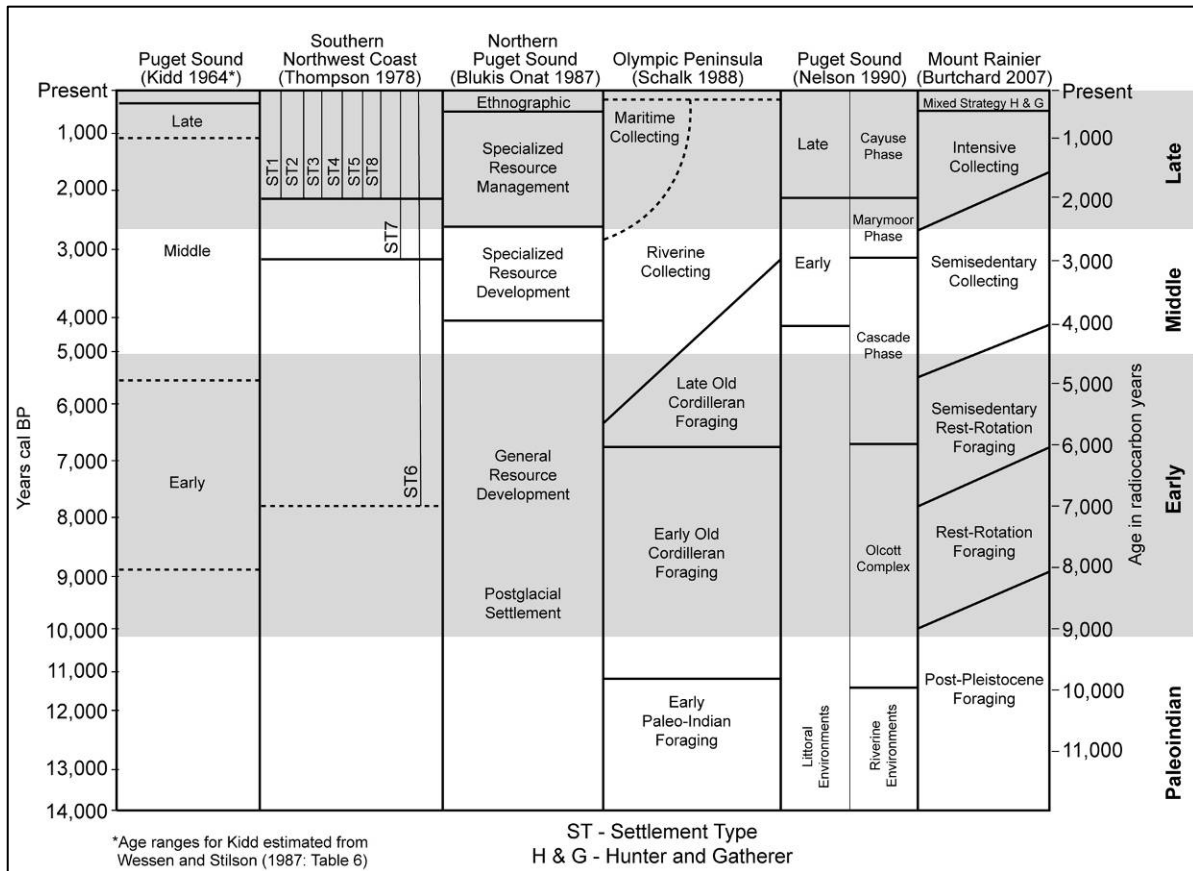 Puget Sound
(Kidd 1964*)
Southern
Northwest Coast
(Thompson 1978)
Northern
Puget Sound
(Blukis Onat 1987)
Olympic Peninsula
(Schalk 1988)
Puget Sound
(Nelson 1990)
Mount Rainier
(Burtchard 2007)
Years cal BP
Present
1,000
2,000
3,000
4,000
5,000
6,000
7,000
8,000
9,000
10,000
11,000
12,000
13,000
14,000
Late
Middle
Early
ST1
ST2
ST3
ST4
ST5
ST8
ST7
ST6
Ethnographic
Specialized
Resource
Management
Specialized
Resource
Development
General
Resource
Development
Postglacial
Settlement
Maritime
Collecting
Riverine
Collecting
Late Old
Cordilleran
Foraging
Early Old
Cordilleran
Foraging
Early
Paleo-Indian
Foraging
Late
Early
Littoral
Environments
Cayuse
Phase
Marymoor
Phase
Cascade
Phase
Olcott
Complex
Riverine
Environments
Mixed Strategy H & G
Intensive
Collecting
Semisedentary
Collecting
Semisedentary
Rest-Rotation
Foraging
Rest-Rotation
Foraging
Post-Pleistocene
Foraging
Present
1,000
2,000
3,000
4,000
5,000
6,000
7,000
8,000
9,000
10,000
11,000
Age in radiocarbon years
Late
Middle
Early
Paleoindian
*Age ranges for Kidd estimated from
Wessen and Stilson (1987: Table 6)
ST - Settlement Type
H & G - Hunter and Gatherer